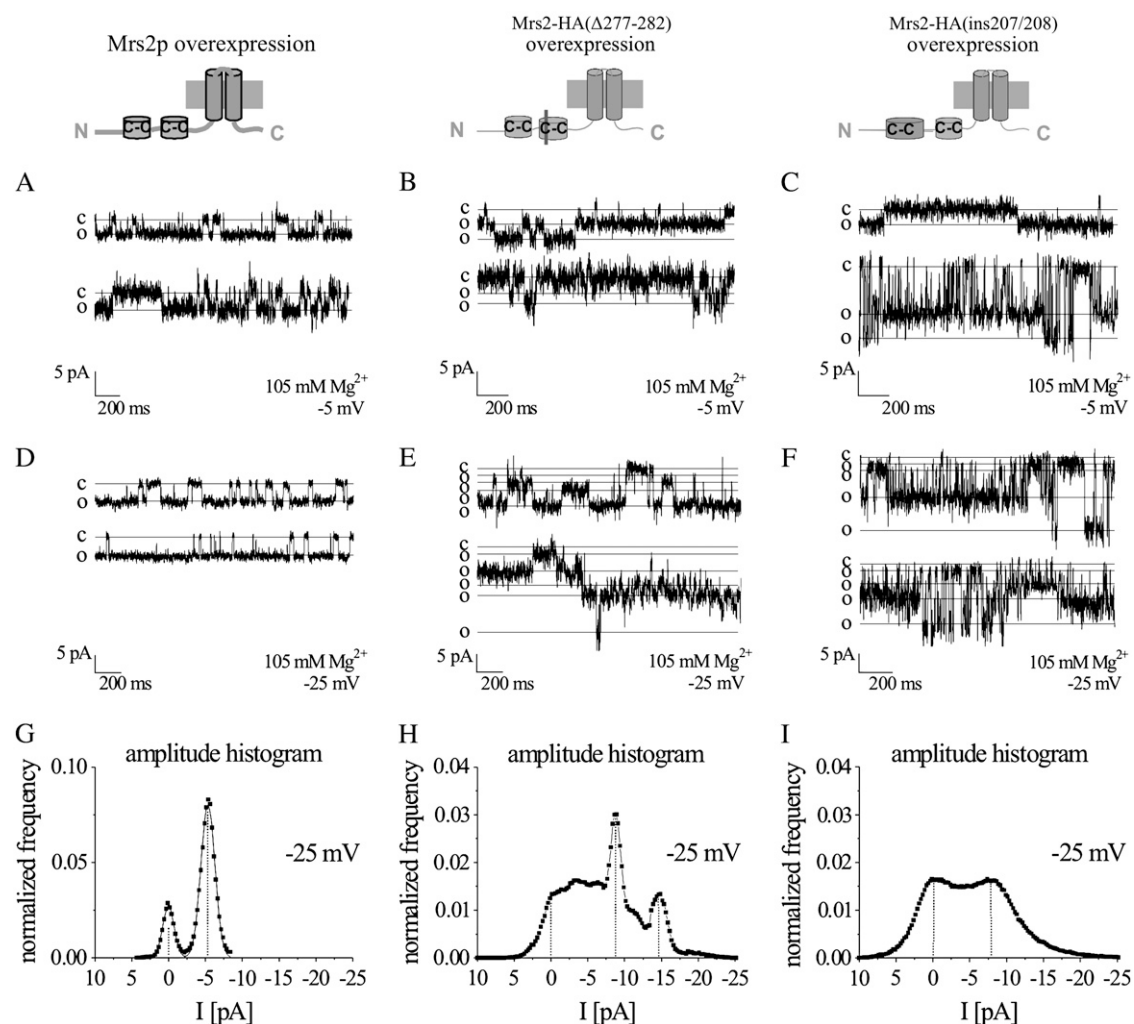 Mrs2p overexpression
Mrs2-HA(Δ277-282)
overexpression
Mrs2-HA(ins207/208)
overexpression
N C-C C-C C
N C-C C-C C
N C-C C-C C
A
c
o
c
o
5 pA
200 ms
105 mM Mg²⁺
-5 mV
B
c
o
o
c
o
o
5 pA
200 ms
105 mM Mg²⁺
-5 mV
C
c
o
c
o
o
5 pA
200 ms
105 mM Mg²⁺
-5 mV
D
c
o
c
o
5 pA
200 ms
105 mM Mg²⁺
-25 mV
E
c
o
o
o
o
c
o
o
o
o
o
5 pA
200 ms
105 mM Mg²⁺
-25 mV
F
c
o
o
o
o
c
o
o
o
5 pA
200 ms
105 mM Mg²⁺
-25 mV
G
amplitude histogram
normalized frequency
0.10
0.05
0.00
-25 mV
10 5 0 -5 -10 -15 -20 -25
I [pA]
H
amplitude histogram
normalized frequency
0.04
0.03
0.02
0.01
0.00
-25 mV
10 5 0 -5 -10 -15 -20 -25
I [pA]
I
amplitude histogram
normalized frequency
0.04
0.03
0.02
0.01
0.00
-25 mV
10 5 0 -5 -10 -15 -20 -25
I [pA]